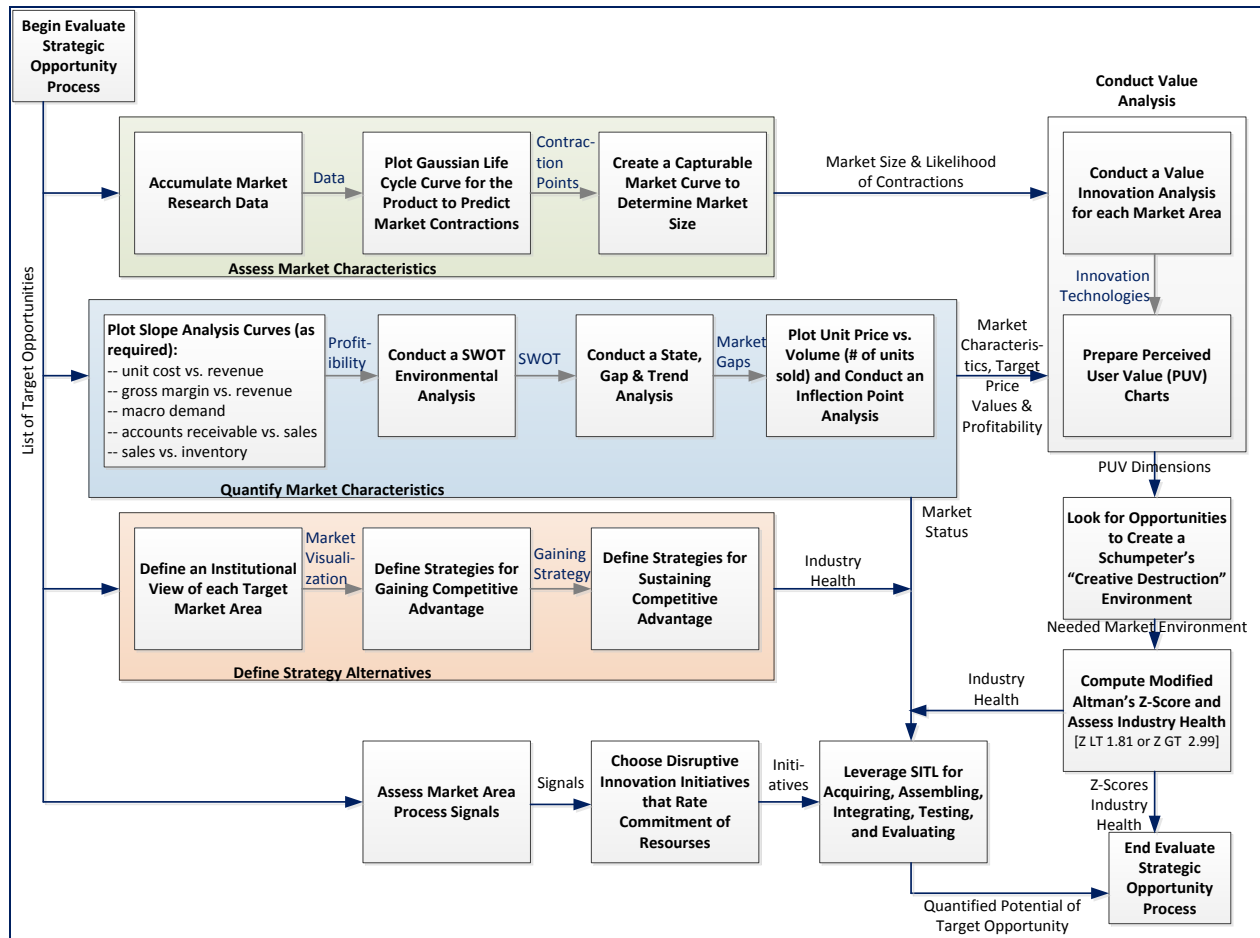 Begin Evaluate
Strategic
Opportunity
Process
List of Target Opportunities
Accumulate Market
Research Data
Data
Plot Gaussian Life
Cycle Curve for the
Product to Predict
Market Contractions
Contrac-
tion
Points
Create a Capturable
Market Curve to
Determine Market
Size
Assess Market Characteristics
Market Size & Likelihood
of Contractions
Conduct Value
Analysis
Conduct a Value
Innovation Analysis
for each Market Area
Innovation
Technologies
Prepare Perceived
User Value (PUV)
Charts
Plot Slope Analysis Curves (as
required):
-- unit cost vs. revenue
-- gross margin vs. revenue
-- macro demand
-- accounts receivable vs. sales
-- sales vs. inventory
Profit-
ibility
Conduct a SWOT
Environmental
Analysis
SWOT
Conduct a State,
Gap & Trend
Analysis
Market
Gaps
Plot Unit Price vs.
Volume (# of units
sold) and Conduct an
Inflection Point
Analysis
Quantify Market Characteristics
Market
Characteris-
tics, Target
Price
Values &
Profitability
PUV Dimensions
Market
Status
Look for Opportunities
to Create a
Schumpeter’s
“Creative Destruction”
Environment
Needed Market Environment
Define an Institutional
View of each Target
Market Area
Market
Visuali-
zation
Define Strategies for
Gaining Competitive
Advantage
Gaining
Strategy
Define Strategies for
Sustaining
Competitive
Advantage
Define Strategy Alternatives
Industry
Health
Industry
Health
Compute Modified
Altman’s Z-Score and
Assess Industry Health
[Z LT 1.81 or Z GT 2.99]
Z-Scores
Industry
Health
Assess Market Area
Process Signals
Signals
Choose Disruptive
Innovation Initiatives
that Rate
Commitment of
Resourses
Initi-
atives
Leverage SITL for
Acquiring, Assembling,
Integrating, Testing,
and Evaluating
Quantified Potential of
Target Opportunity
End Evaluate
Strategic
Opportunity
Process